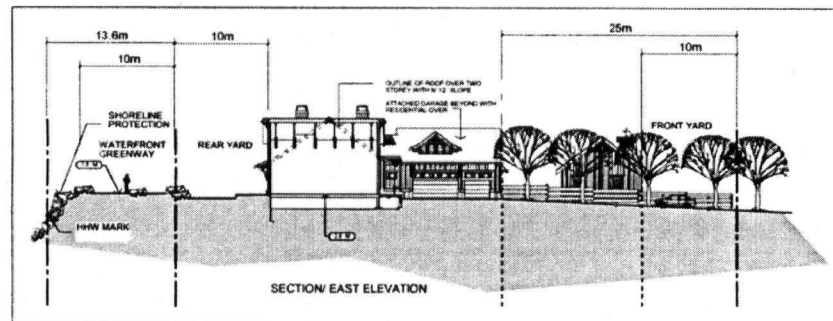 13.6m
10m
25m
10m
10m
OUTLINE OF ROOF OVER TWO
STOREY WITH 6/12 SLOPE
ATTACHED GARAGE BEYOND WITH
RESIDENTIAL OVER
SHORELINE
PROTECTION
WATERFRONT
GREENWAY
REAR YARD
FRONT YARD
HHW MARK
SECTION/ EAST ELEVATION